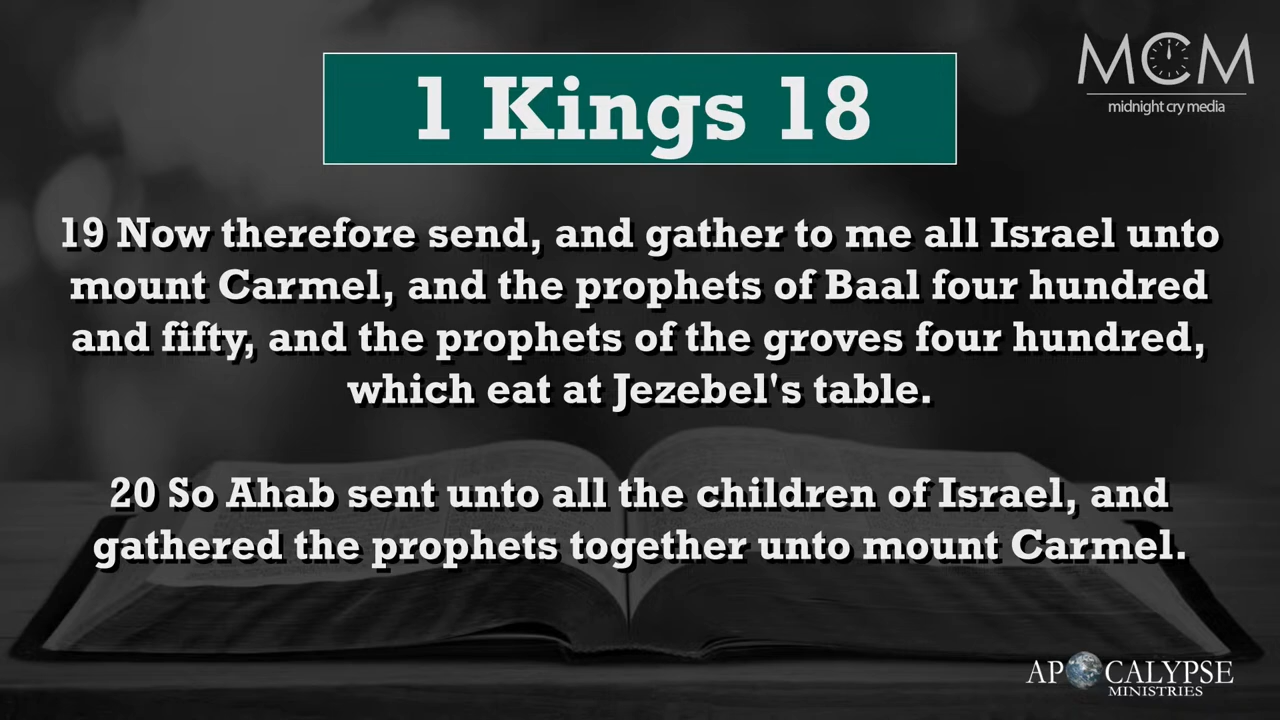 MCM
midnight cry media
1 Kings 18
19 Now therefore send, and gather to me all Israel unto
mount Carmel, and the prophets of Baal four hundred
and fifty, and the prophets of the groves four hundred,
which eat at Jezebel's table.
20 So Ahab sent unto all the children of Israel, and
gathered the prophets together unto mount Carmel.
APOCALYPSE
MINISTRIES